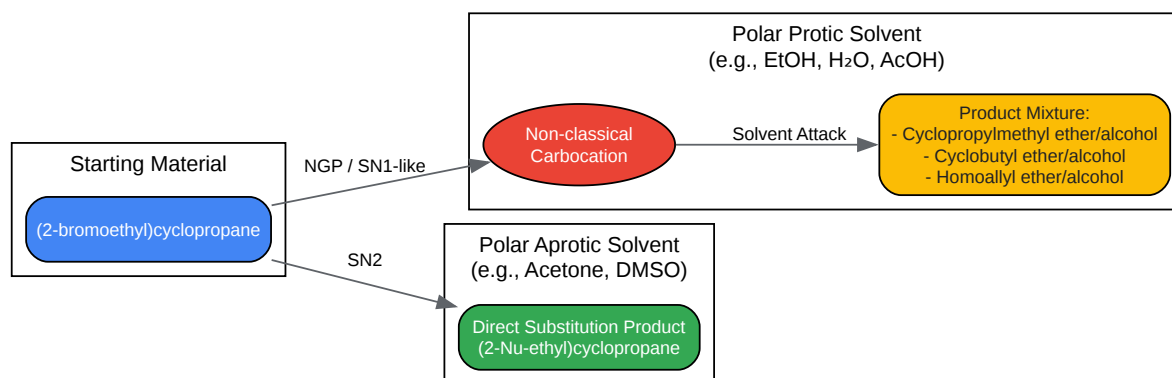 Polar Protic Solvent
(e.g., EtOH, H₂O, AcOH)
Non-classical
Carbocation
Solvent Attack
Product Mixture:
- Cyclopropylmethyl ether/alcohol
- Cyclobutyl ether/alcohol
- Homoallyl ether/alcohol
Starting Material
(2-bromoethyl)cyclopropane
NGP / SN1-like
SN2
Polar Aprotic Solvent
(e.g., Acetone, DMSO)
Direct Substitution Product
(2-Nu-ethyl)cyclopropane